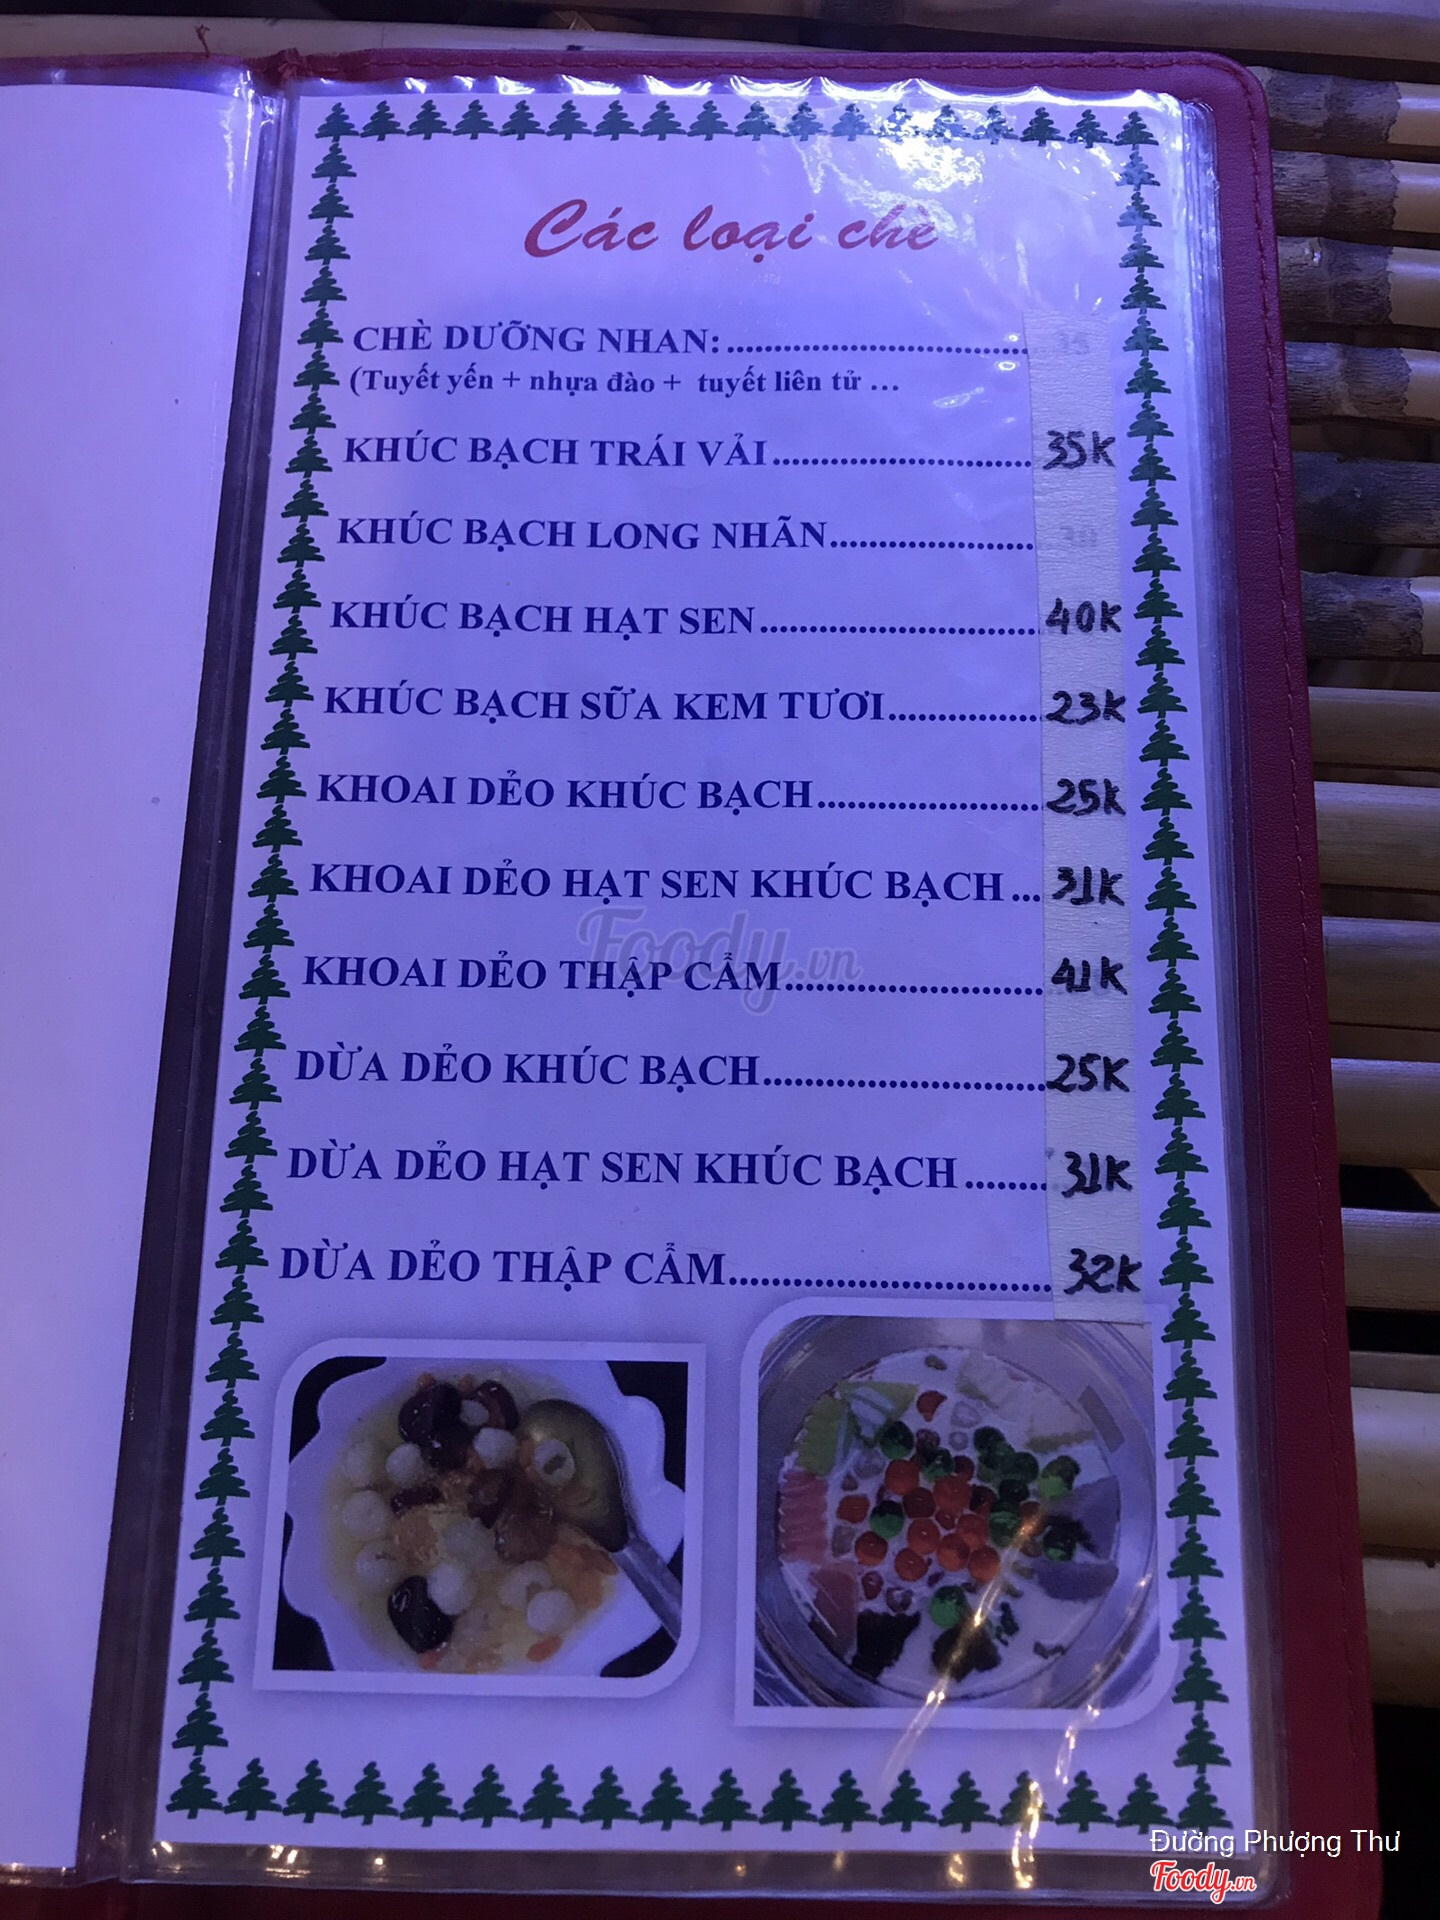 Các loại chè
CHÈ DƯỠNG NHAN:..............................
(Tuyết yến + nhựa đào + tuyết liên tử ...
KHÚC BẠCH TRÁI VẢI.......................... 35K
KHÚC BẠCH LONG NHÃN....................
KHÚC BẠCH HẠT SEN........................... 40K
KHÚC BẠCH SỮA KEM TƯƠI............... 23K
KHOAI DẺO KHÚC BẠCH...................... 25K
KHOAI DẺO HẠT SEN KHÚC BẠCH ... 31K
KHOAI DẺO THẬP CẨM......................... 41K
DỪA DẺO KHÚC BẠCH........................... 25K
DỪA DẺO HẠT SEN KHÚC BẠCH ........ 31K
DỪA DẺO THẬP CẨM.............................. 32K
Foody.vn
Đường Phượng Thư
Foody.vn